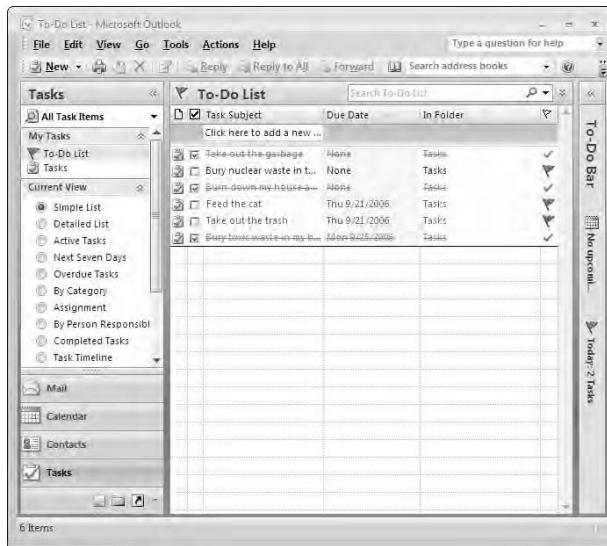 To-Do List - Microsoft Outlook
File Edit View Go Tools Actions Help Type a question for help
New Reply Reply to All Forward Search address books
Tasks
All Task Items
My Tasks
To-Do List
Tasks
Current View
Simple List
Detailed List
Active Tasks
Next Seven Days
Overdue Tasks
By Category
Assignment
By Person Responsibl
Completed Tasks
Task Timeline
Mail
Calendar
Contacts
Tasks
To-Do List Search To-Do List
Task Subject Due Date In Folder
Click here to add a new ...
Take out the garbage None Tasks
Bury nuclear waste in t... None Tasks
Burn down my house a... None Tasks
Feed the cat Thu 9/21/2006 Tasks
Take out the trash Thu 9/21/2006 Tasks
Bury toxic waste in my b... Mon 9/25/2006 Tasks
To-Do Bar
No upcomi...
Today: 2 Tasks
6 Items